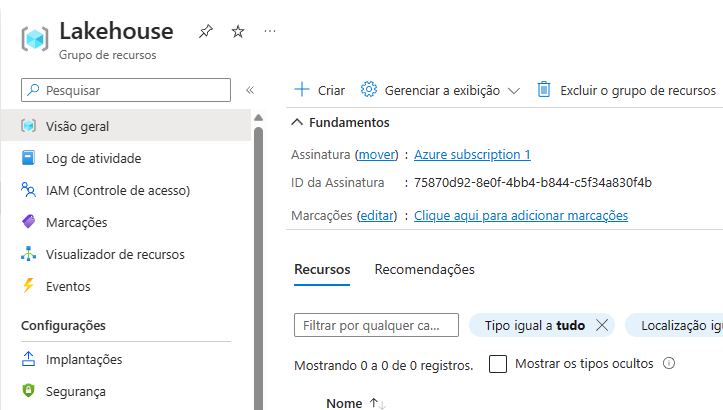 Lakehouse
Grupo de recursos
Pesquisar
Criar
Gerenciar a exibição
Excluir o grupo de recursos
Visão geral
Log de atividade
IAM (Controle de acesso)
Marcações
Visualizador de recursos
Eventos
Configurações
Implantações
Segurança
Fundamentos
Assinatura (mover) : Azure subscription 1
ID da Assinatura : 75870d92-8e0f-4bb4-b844-c5f34a830f4b
Marcações (editar) : Clique aqui para adicionar marcações
Recursos Recomendações
Filtrar por qualquer ca... Tipo igual a tudo Localização igu
Mostrando 0 a 0 de 0 registros. Mostrar os tipos ocultos
Nome